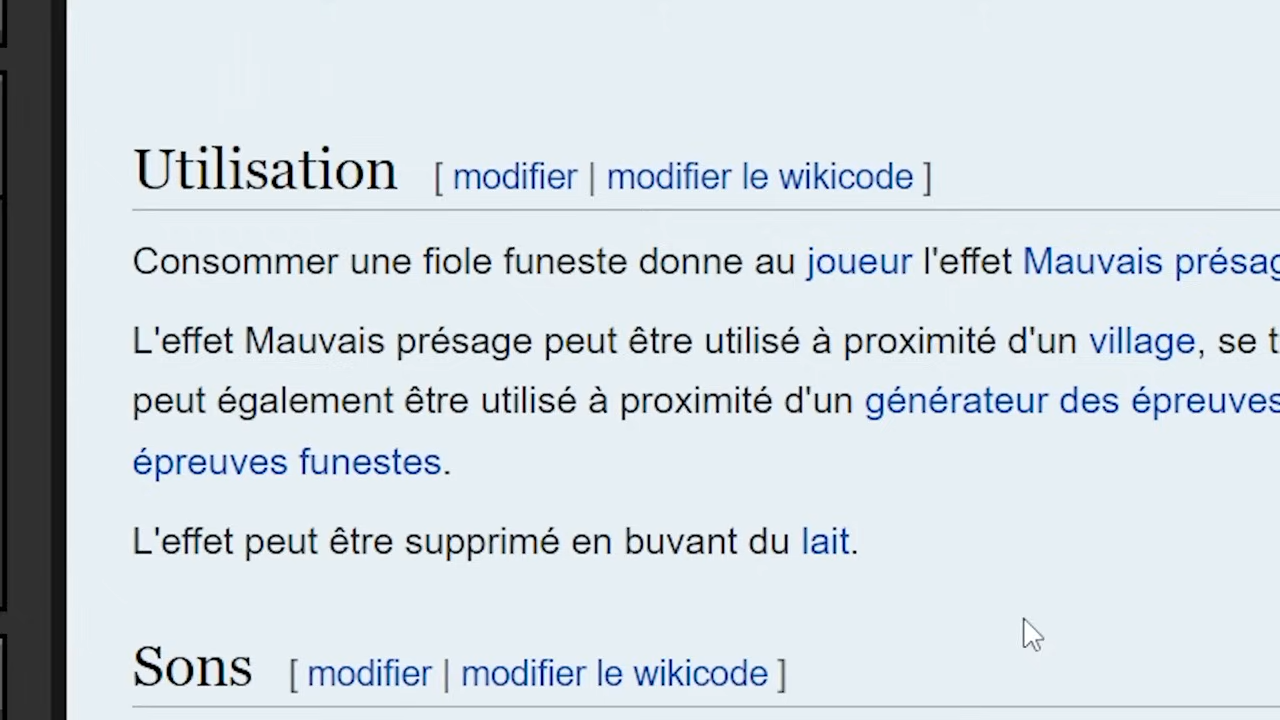 Utilisation [ modifier | modifier le wikicode ]
Consommer une fiole funeste donne au joueur l'effet Mauvais présag
L'effet Mauvais présage peut être utilisé à proximité d'un village, se t
peut également être utilisé à proximité d'un générateur des épreuves
épreuves funestes.
L'effet peut être supprimé en buvant du lait.
Sons [ modifier | modifier le wikicode ]